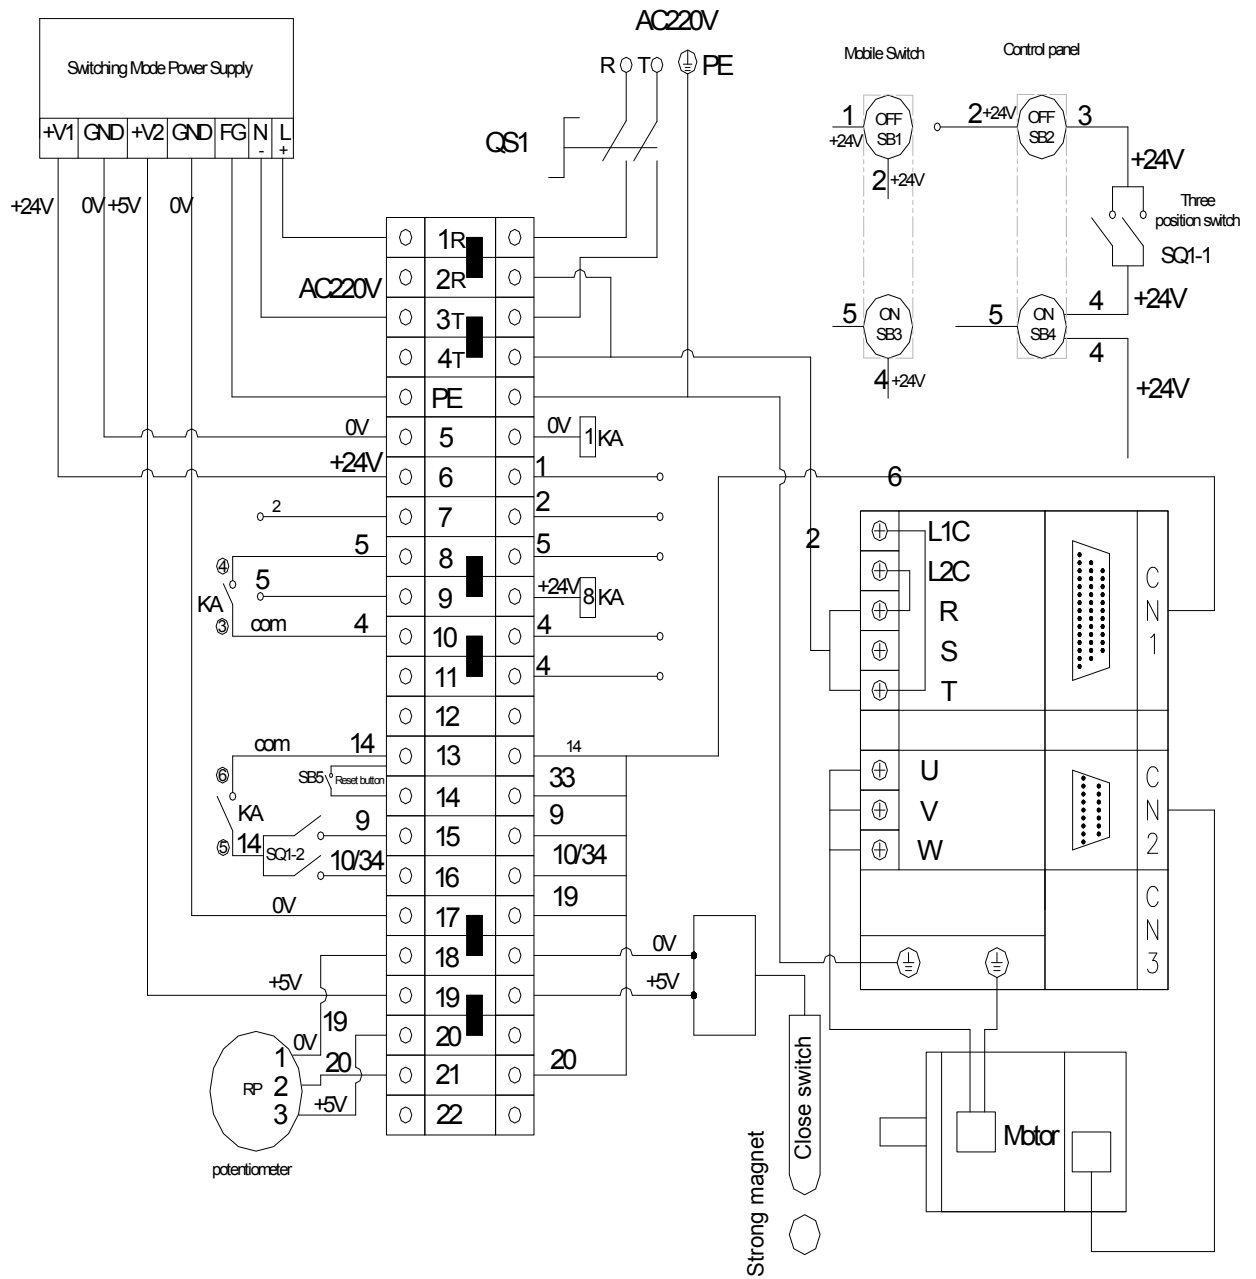 AC220V
R T PE
QS1
Switching Mode Power Supply
+V1 GND +V2 GND FG N - L +
+24V 0V +5V 0V
Mobile Switch
Control panel
1 OFF SB1
+24V
2 +24V
2 +24V OFF SB2 3
+24V
Three
position switch
SQ1-1
+24V
5 ON SB3
4 +24V
5 ON SB4 4
4
+24V
1R
AC220V 2R
3T
4T
PE
0V 5 0V 1 KA
+24V 6 1
2 7 2
5 8 5
5 9 +24V 8 KA
④ KA ③
com 4 10 4
11 4
12
com 14 13 14
SB5 Reset button 14 33
⑥ KA ⑤
9 15 9
14 SQ1-2 10/34 16 10/34
0V 17 19
18 0V
+5V 19 +5V
20
21 20
22
19
0V
1
RP 2 20
3 +5V
potentiometer
6
2
L1C
L2C
R
S
T
U
V
W
CN1
CN2
CN3
Motor
Close switch
Strong magnet